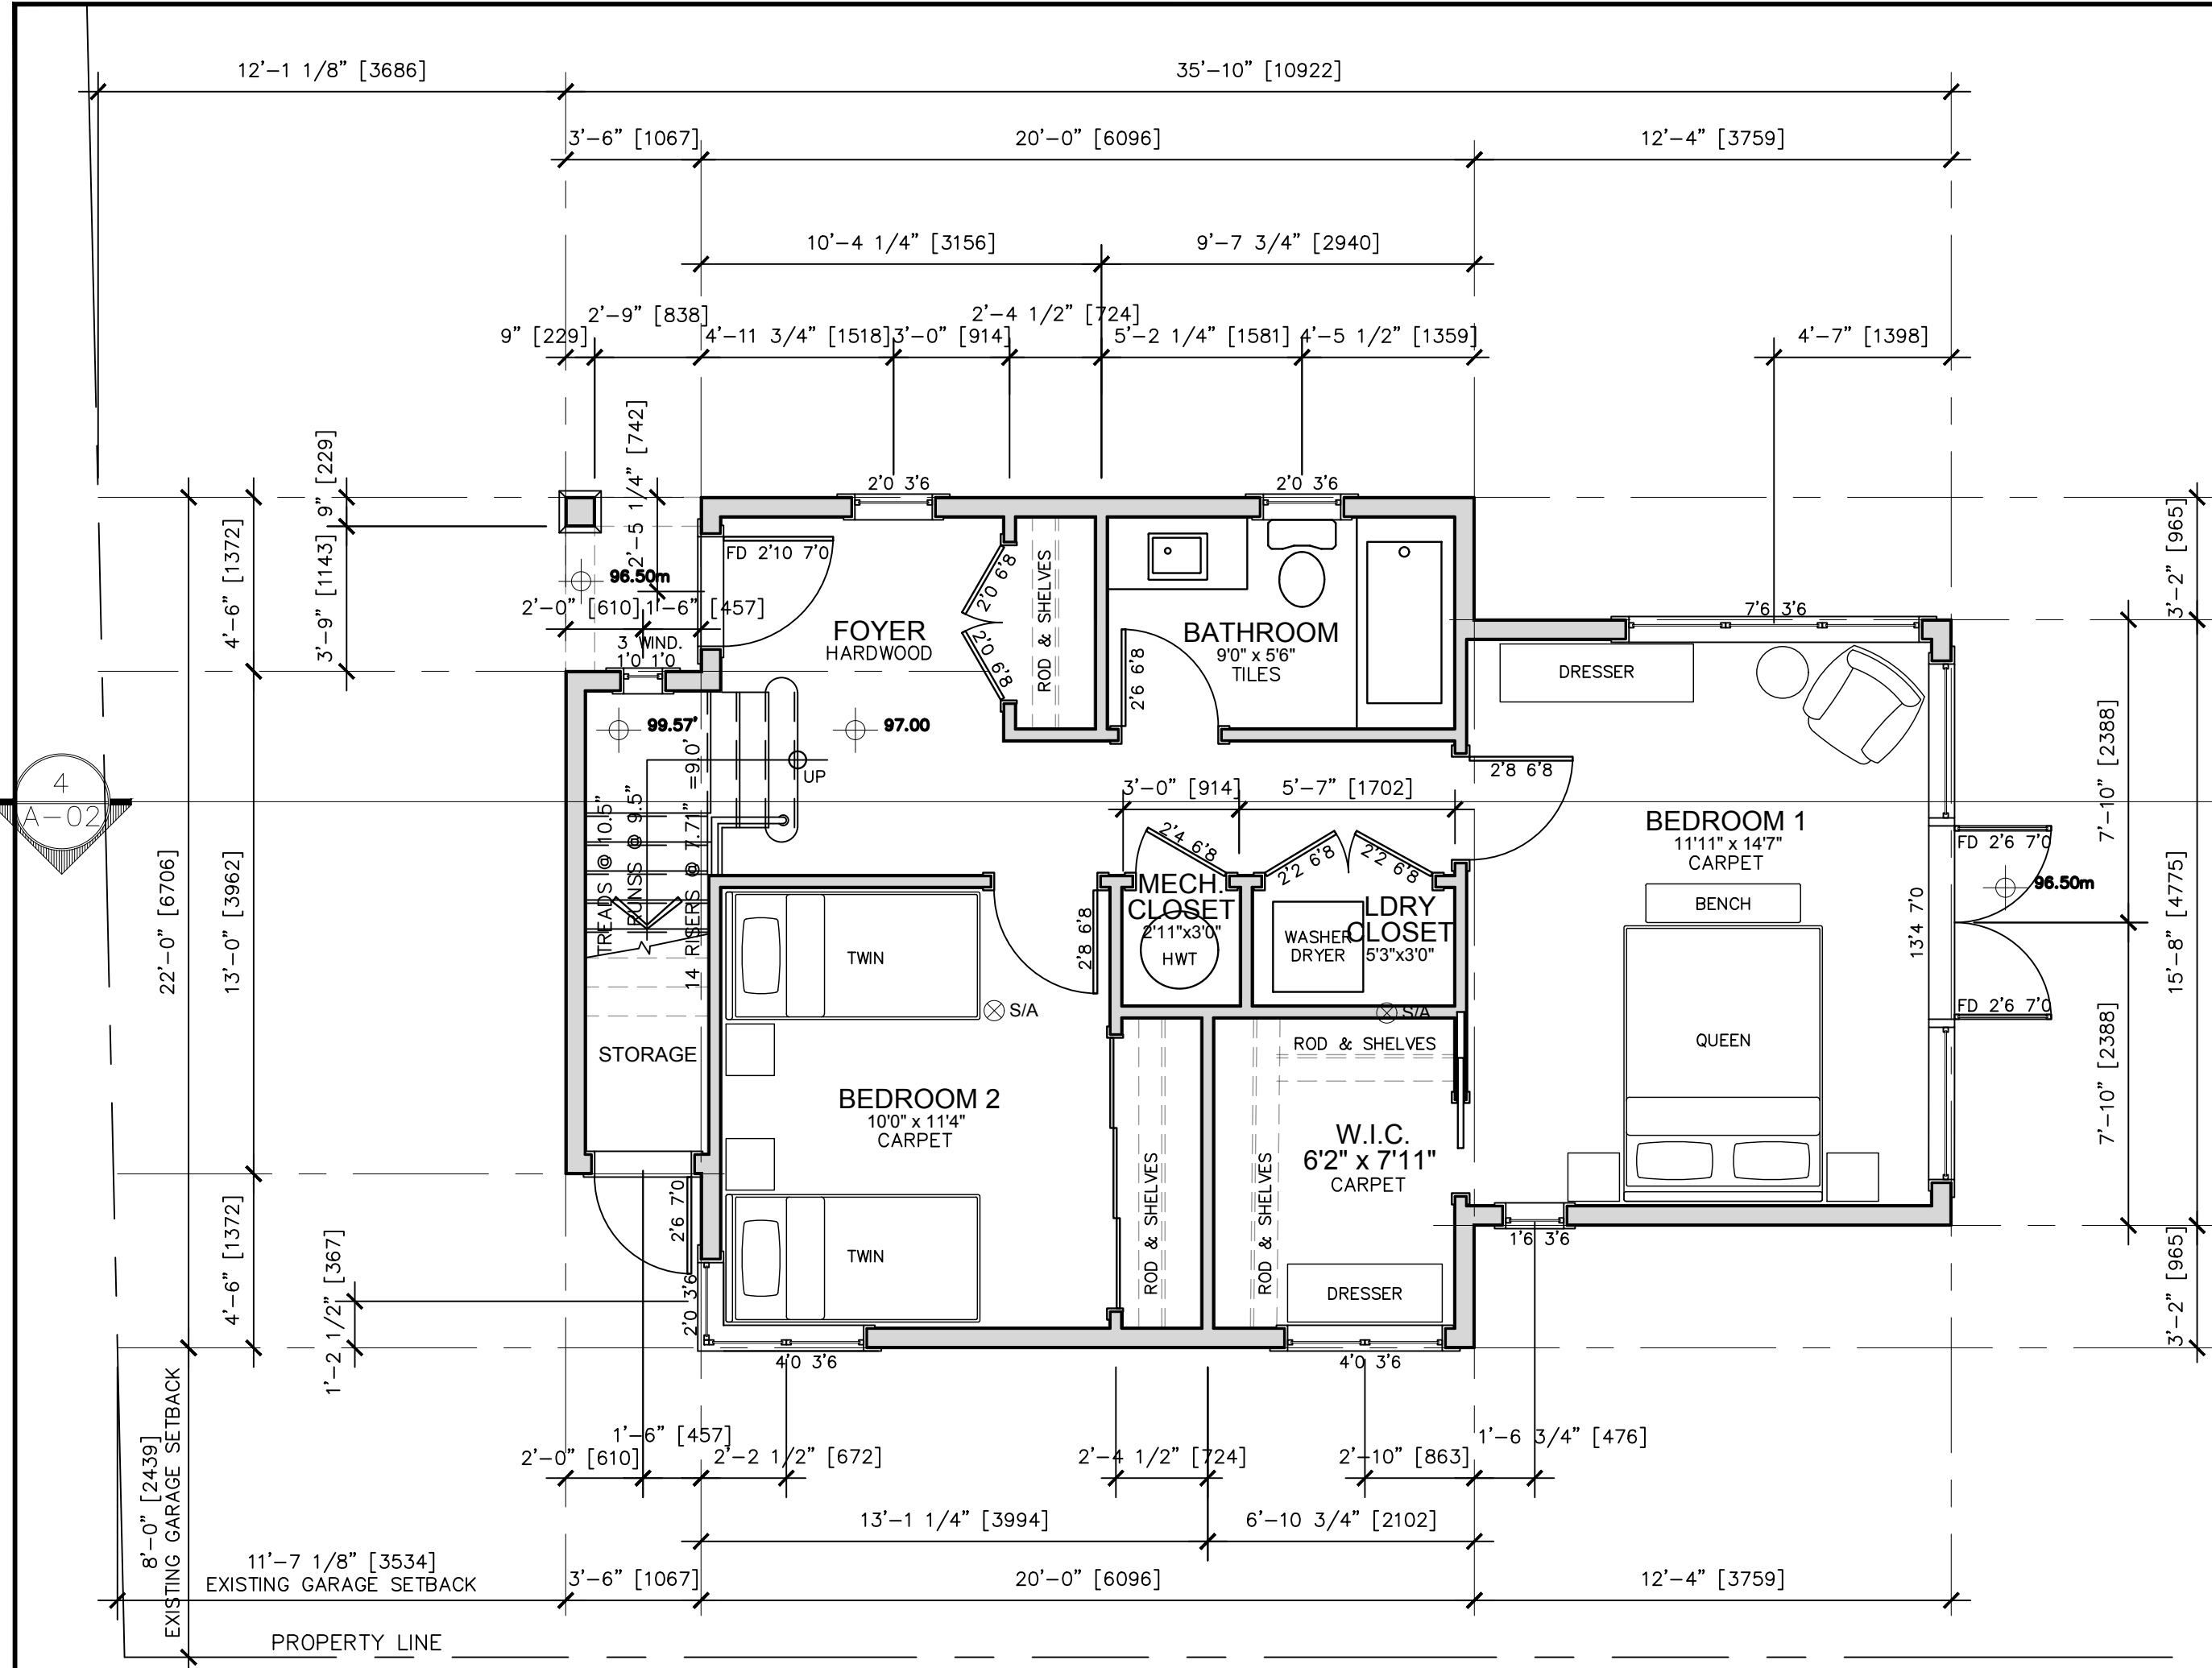 12'-1 1/8" [3686]
35'-10" [10922]
3'-6" [1067]
20'-0" [6096]
12'-4" [3759]
10'-4 1/4" [3156]
9'-7 3/4" [2940]
2'-9" [838]
2'-4 1/2" [724]
9" [229]
4'-11 3/4" [1518]
3'-0" [914]
5'-2 1/4" [1581]
4'-5 1/2" [1359]
4'-7" [1398]
9" [229]
3'-9" [1143]
2'-5 1/4" [742]
4'-6" [1372]
2'0 3'6
2'0 3'6
3'-2" [965]
FD 2'10 7'0
96.50m
2'-0" [610]
1'-6" [457]
3 WIND.
1'0 1'0
FOYER
HARDWOOD
2'0 6'8
2'0 6'8
ROD & SHELVES
BATHROOM
9'0" x 5'6"
TILES
2'6 6'8
7'6 3'6
DRESSER
99.57'
97.00
UP
4
A-02
TREADS @ 10.5"
RUNSS @ 9.5"
14 RISERS @ 7.71" =9.0'
3'-0" [914]
5'-7" [1702]
2'8 6'8
2'4 6'8
2'2 6'8
2'2 6'8
BEDROOM 1
11'11" x 14'7"
CARPET
FD 2'6 7'0
96.50m
7'-10" [2388]
MECH.
CLOSET
2'11"x3'0"
HWT
LDRY
CLOSET
5'3"x3'0"
WASHER
DRYER
BENCH
13'4 7'0
22'-0" [6706]
13'-0" [3962]
15'-8" [4775]
TWIN
2'8 6'8
S/A
S/A
FD 2'6 7'0
QUEEN
STORAGE
ROD & SHELVES
BEDROOM 2
10'0" x 11'4"
CARPET
W.I.C.
6'2" x 7'11"
CARPET
7'-10" [2388]
ROD & SHELVES
ROD & SHELVES
2'6 7'0
TWIN
DRESSER
1'6 3'6
4'-6" [1372]
1'-2 1/2" [367]
2'0 3'6
4'0 3'6
4'0 3'6
3'-2" [965]
1'-6" [457]
1'-6 3/4" [476]
2'-0" [610]
2'-2 1/2" [672]
2'-4 1/2" [724]
2'-10" [863]
8'-0" [2439]
EXISTING GARAGE SETBACK
13'-1 1/4" [3994]
6'-10 3/4" [2102]
11'-7 1/8" [3534]
EXISTING GARAGE SETBACK
3'-6" [1067]
20'-0" [6096]
12'-4" [3759]
PROPERTY LINE